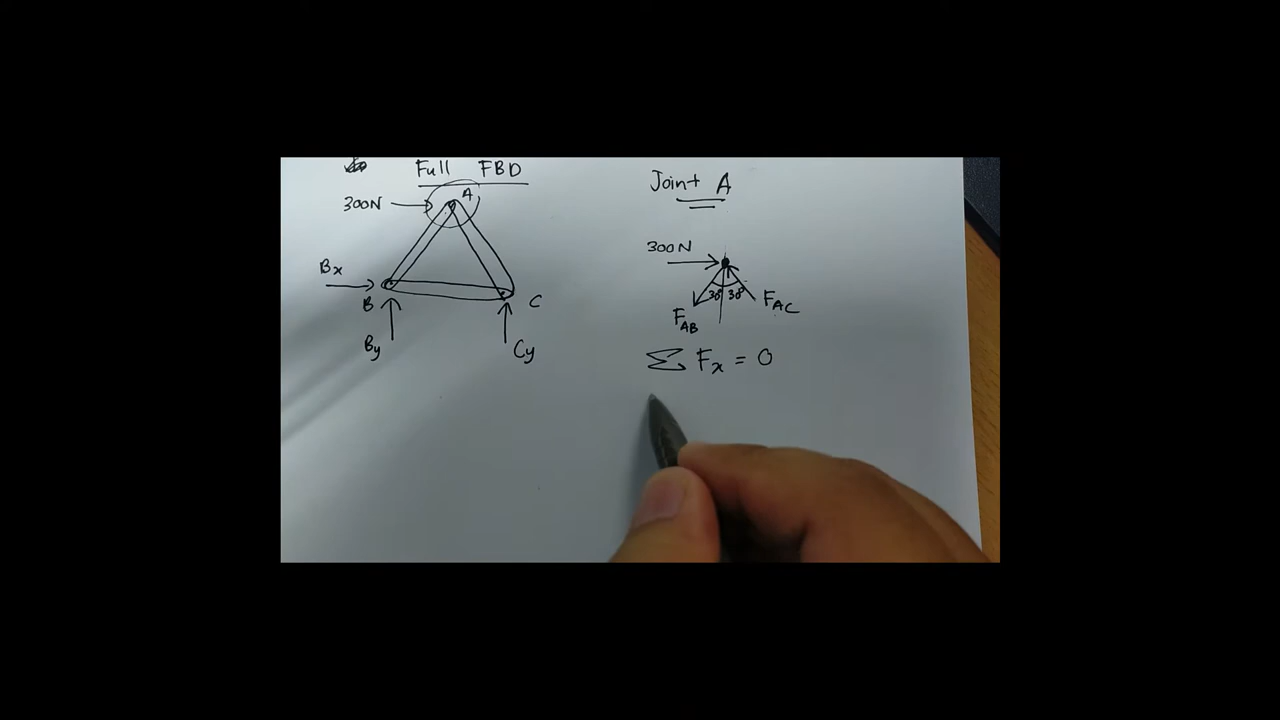 Full FBD
A
300N
Bx
B
C
By
Cy
Joint A
300N
30° 30°
FAB
FAC
Σ Fx = 0